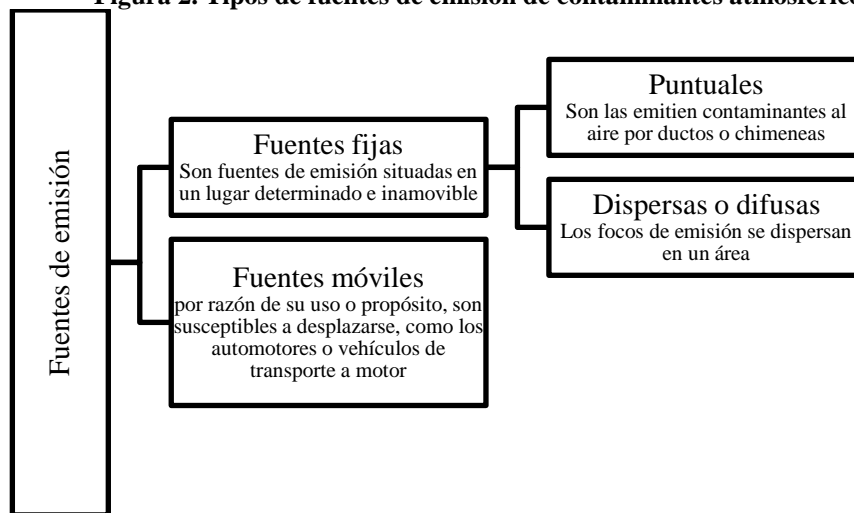 Figura 2. Tipos de fuentes de emisión de contaminantes atmosféric
Fuentes de emisión
Fuentes fijas
Son fuentes de emisión situadas en
un lugar determinado e inamovible
Puntuales
Son las emitien contaminantes al
aire por ductos o chimeneas
Dispersas o difusas
Los focos de emisión se dispersan
en un área
Fuentes móviles
por razón de su uso o propósito, son
susceptibles a desplazarse, como los
automotores o vehículos de
transporte a motor